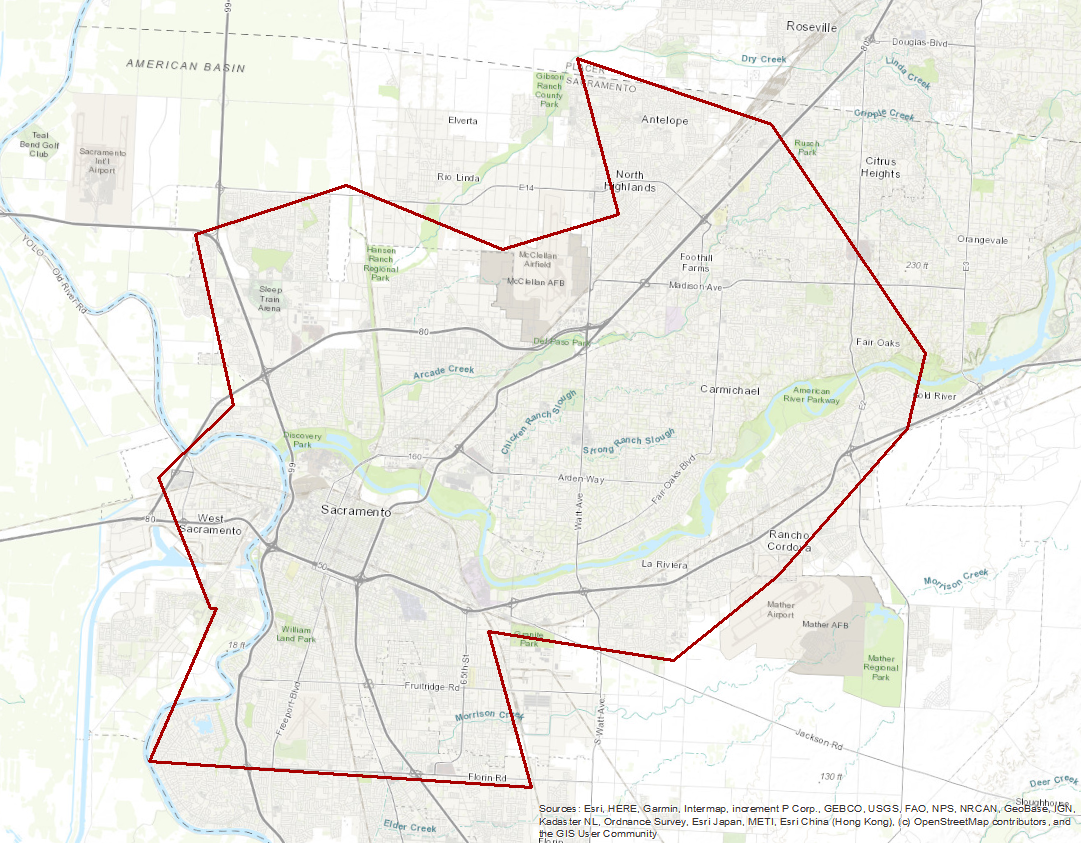 99
Roseville
80
Douglas-Blvd
AMERICAN BASIN
Dry Creek
PLACER
SACRAMENTO
Linda Creek
Gibson
Ranch
County
Park
Cripple Creek
Elverta
Antelope
Teal
Bend Golf
Club
Sacramento
Int'l
Airport
Rusch
Park
Citrus
Heights
Rio Linda
North
Highlands
E14
YOLO
Old River Rd
Hansen
Ranch
Regional
Park
McClellan
Airfield
McClellan AFB
Foothill
Farms
Orangevale
230 ft
E3
Madison-Ave
Sleep
Train
Arena
80
Del Paso Park
Fair Oaks
Arcade Creek
Carmichael
American
River Parkway
Gold River
E2
Chicken Ranch Slough
Strong Ranch Slough
Discovery
Park
160
99
Arden-Way
Fair-Oaks Blvd
Watt-Ave
Sacramento
80
West
Sacramento
Rancho
Cordova
50
La Riviera
Morrison Creek
Mather
Airport
Mather AFB
William
Land Park
Granite
Park
18 ft
Mather
Regional
Park
65th-St
Fruitridge Rd
Freeport-Blvd
Morrison Creek
S-Watt-Ave
Jackson Rd
Florin Rd
130 ft
Deer Creek
Sloughhouse
Elder Creek
Florin
Sources: Esri, HERE, Garmin, Intermap, increment P Corp., GEBCO, USGS, FAO, NPS, NRCAN, GeoBase, IGN,
Kadaster NL, Ordnance Survey, Esri Japan, METI, Esri China (Hong Kong), (c) OpenStreetMap contributors, and
the GIS User Community